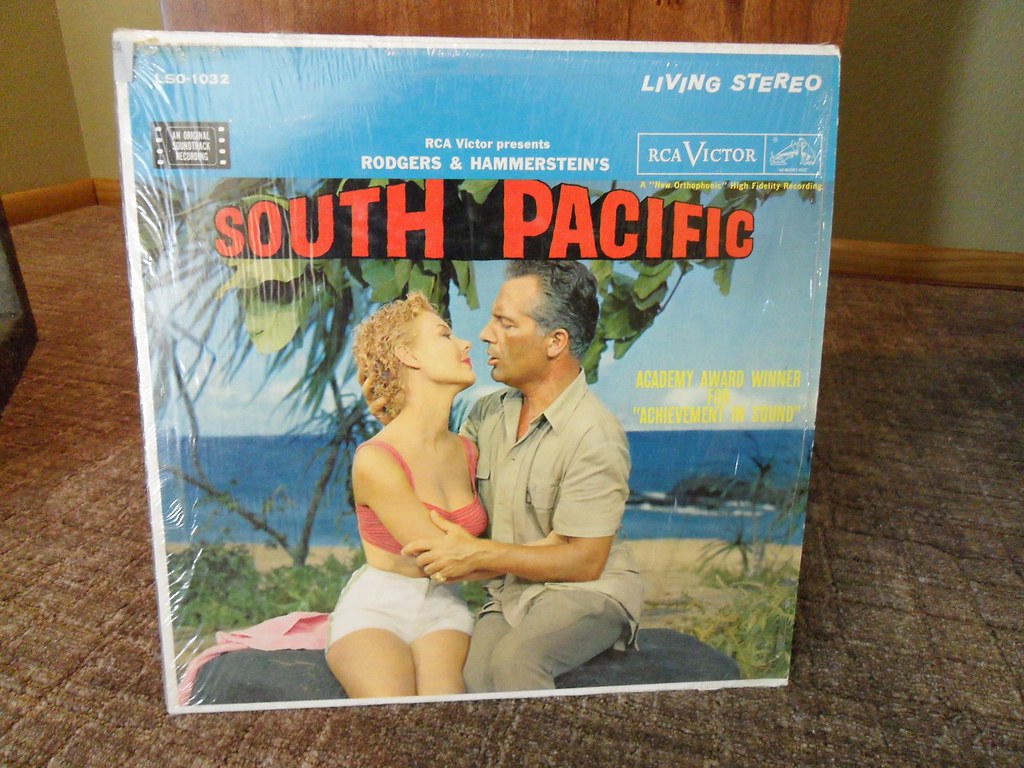 LSO-1032
LIVING STEREO
AN ORIGINAL
SOUNDTRACK
RECORDING
RCA Victor presents
RODGERS & HAMMERSTEIN'S
RCA VICTOR
A "New Orthophonic" High Fidelity Recording
SOUTH PACIFIC
ACADEMY AWARD WINNER
FOR
"ACHIEVEMENT IN SOUND"